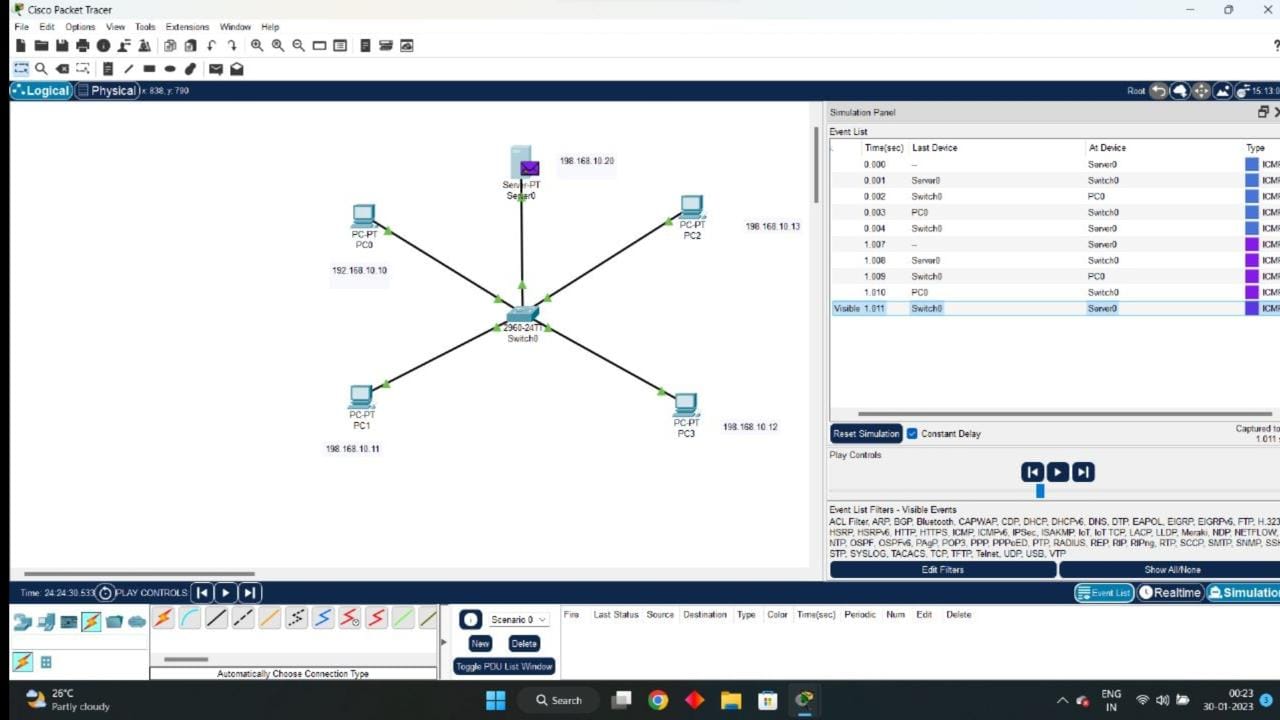 Cisco Packet Tracer
File Edit Options View Tools Extensions Window Help
Logical Physical x: 838, y: 790
Root 15:13:0
198.168.10.20
Server-PT
Server0
PC-PT
PC0
192.168.10.10
PC-PT
PC2
198.168.10.13
2960-24TT
Switch0
PC-PT
PC1
198.168.10.11
PC-PT
PC3
198.168.10.12
Simulation Panel
Event List
Time(sec) Last Device At Device Type
0.000 -- Server0 ICMP
0.001 Server0 Switch0 ICMP
0.002 Switch0 PC0 ICMP
0.003 PC0 Switch0 ICMP
0.004 Switch0 Server0 ICMP
1.007 -- Server0 ICMP
1.008 Server0 Switch0 ICMP
1.009 Switch0 PC0 ICMP
1.010 PC0 Switch0 ICMP
Visible 1.011 Switch0 Server0 ICMP
Reset Simulation Constant Delay
Captured to
1.011 s
Play Controls
Event List Filters - Visible Events
ACL Filter, ARP, BGP, Bluetooth, CAPWAP, CDP, DHCP, DHCPv6, DNS, DTP, EAPOL, EIGRP, EIGRPv6, FTP, H.323
HSRP, HSRPv6, HTTP, HTTPS, ICMP, ICMPv6, IPSec, ISAKMP, IoT, IoT TCP, LACP, LLDP, Meraki, NDP, NETFLOW,
NTP, OSPF, OSPFv6, PAgP, POP3, PPP, PPPoED, PTP, RADIUS, REP, RIP, RIPng, RTP, SCCP, SMTP, SNMP, SSH
STP, SYSLOG, TACACS, TCP, TFTP, Telnet, UDP, USB, VTP
Edit Filters Show All/None
Time: 24:24:30.533 PLAY CONTROLS:
Event List Realtime Simulation
Automatically Choose Connection Type
Scenario 0
New Delete
Toggle PDU List Window
Fire Last Status Source Destination Type Color Time(sec) Periodic Num Edit Delete
26°C
Partly cloudy
Search
ENG
IN
00:23
30-01-2023
3